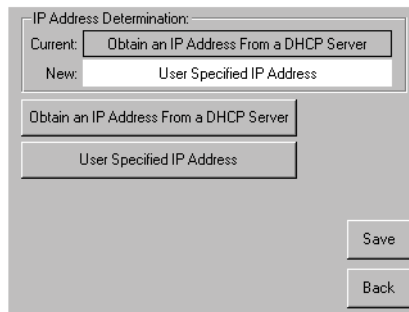 IP Address Determination:
Current: Obtain an IP Address From a DHCP Server
New: User Specified IP Address
Obtain an IP Address From a DHCP Server
User Specified IP Address
Save
Back